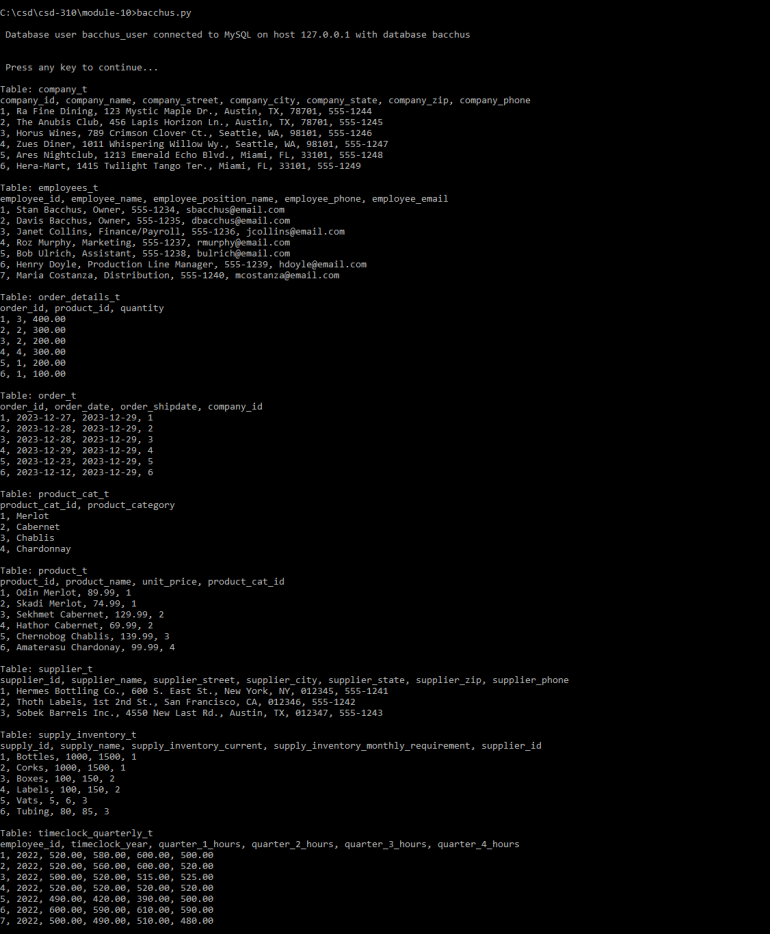 C:\csd\csd-310\module-10>bacchus.py
Database user bacchus_user connected to MySQL on host 127.0.0.1 with database bacchus
Press any key to continue...
Table: company_t
company_id, company_name, company_street, company_city, company_state, company_zip, company_phone
1, Ra Fine Dining, 123 Mystic Maple Dr., Austin, TX, 78701, 555-1244
2, The Anubis Club, 456 Lapis Horizon Ln., Austin, TX, 78701, 555-1245
3, Horus Wines, 789 Crimson Clover Ct., Seattle, WA, 98101, 555-1246
4, Zues Diner, 1011 Whispering Willow Wy., Seattle, WA, 98101, 555-1247
5, Ares Nightclub, 1213 Emerald Echo Blvd., Miami, FL, 33101, 555-1248
6, Hera-Mart, 1415 Twilight Tango Ter., Miami, FL, 33101, 555-1249
Table: employees_t
employee_id, employee_name, employee_position_name, employee_phone, employee_email
1, Stan Bacchus, Owner, 555-1234, sbacchus@email.com
2, Davis Bacchus, Owner, 555-1235, dbacchus@email.com
3, Janet Collins, Finance/Payroll, 555-1236, jcollins@email.com
4, Roz Murphy, Marketing, 555-1237, rmurphy@email.com
5, Bob Ulrich, Assistant, 555-1238, bulrich@email.com
6, Henry Doyle, Production Line Manager, 555-1239, hdoyle@email.com
7, Maria Costanza, Distribution, 555-1240, mcostanza@email.com
Table: order_details_t
order_id, product_id, quantity
1, 3, 400.00
2, 2, 300.00
3, 2, 200.00
4, 4, 300.00
5, 1, 200.00
6, 1, 100.00
Table: order_t
order_id, order_date, order_shipdate, company_id
1, 2023-12-27, 2023-12-29, 1
2, 2023-12-28, 2023-12-29, 2
3, 2023-12-28, 2023-12-29, 3
4, 2023-12-29, 2023-12-29, 4
5, 2023-12-23, 2023-12-29, 5
6, 2023-12-12, 2023-12-29, 6
Table: product_cat_t
product_cat_id, product_category
1, Merlot
2, Cabernet
3, Chablis
4, Chardonnay
Table: product_t
product_id, product_name, unit_price, product_cat_id
1, Odin Merlot, 89.99, 1
2, Skadi Merlot, 74.99, 1
3, Sekhmet Cabernet, 129.99, 2
4, Hathor Cabernet, 69.99, 2
5, Chernobog Chablis, 139.99, 3
6, Amaterasu Chardonay, 99.99, 4
Table: supplier_t
supplier_id, supplier_name, supplier_street, supplier_city, supplier_state, supplier_zip, supplier_phone
1, Hermes Bottling Co., 600 S. East St., New York, NY, 012345, 555-1241
2, Thoth Labels, 1st 2nd St., San Francisco, CA, 012346, 555-1242
3, Sobek Barrels Inc., 4550 New Last Rd., Austin, TX, 012347, 555-1243
Table: supply_inventory_t
supply_id, supply_name, supply_inventory_current, supply_inventory_monthly_requirement, supplier_id
1, Bottles, 1000, 1500, 1
2, Corks, 1000, 1500, 1
3, Boxes, 100, 150, 2
4, Labels, 100, 150, 2
5, Vats, 5, 6, 3
6, Tubing, 80, 85, 3
Table: timeclock_quarterly_t
employee_id, timeclock_year, quarter_1_hours, quarter_2_hours, quarter_3_hours, quarter_4_hours
1, 2022, 520.00, 580.00, 600.00, 500.00
2, 2022, 520.00, 560.00, 600.00, 520.00
3, 2022, 500.00, 520.00, 515.00, 525.00
4, 2022, 520.00, 520.00, 520.00, 520.00
5, 2022, 490.00, 420.00, 390.00, 500.00
6, 2022, 600.00, 590.00, 610.00, 590.00
7, 2022, 500.00, 490.00, 510.00, 480.00